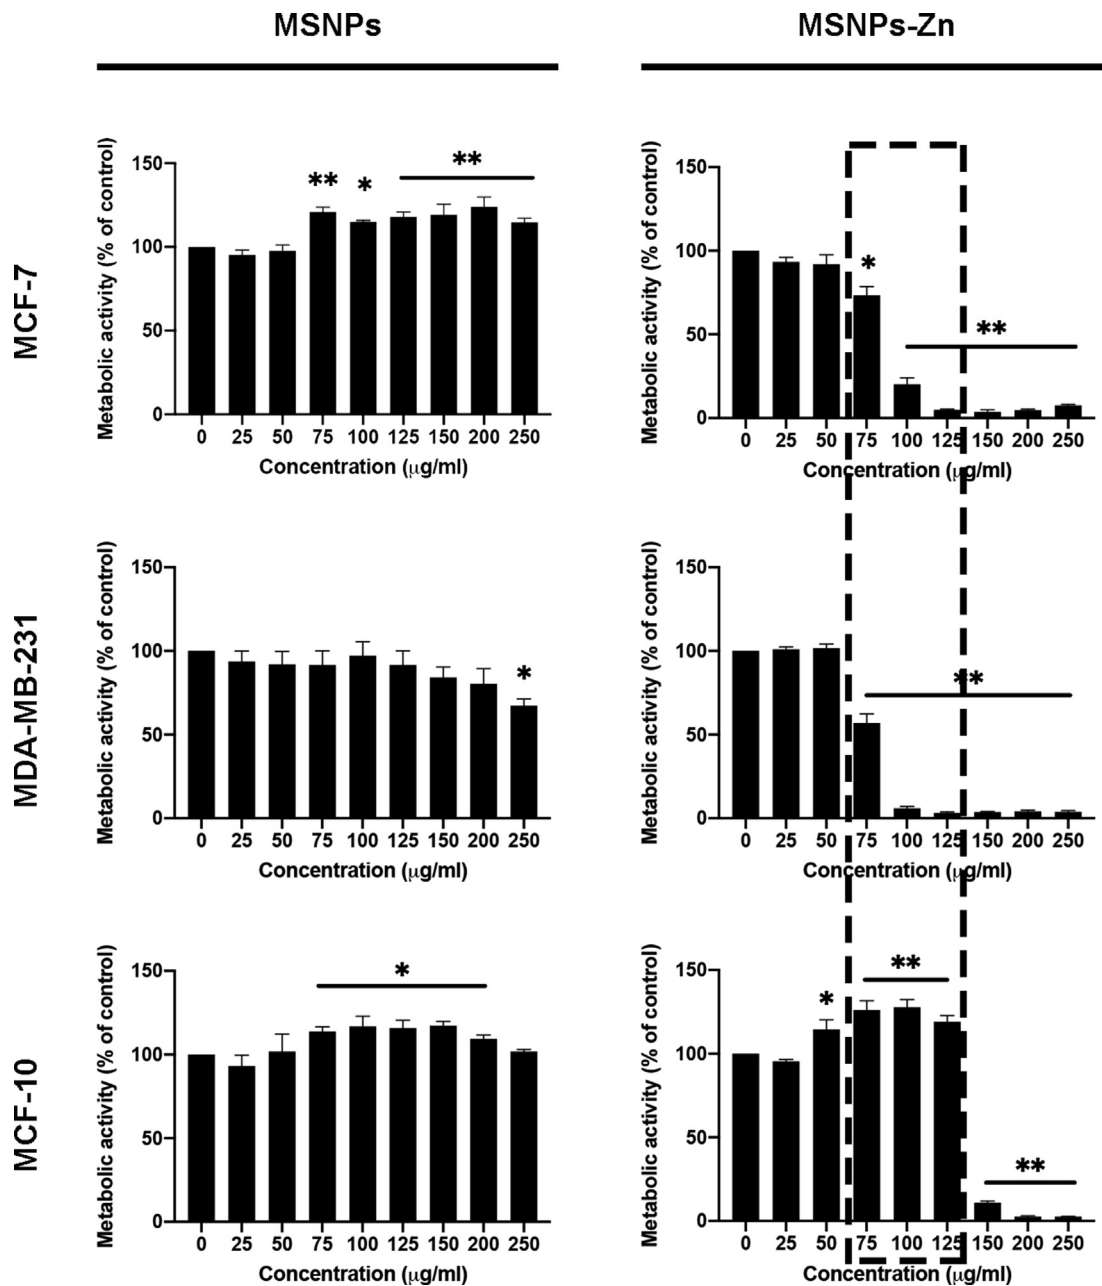 MSNPs
MSNPs-Zn
MCF-7
Metabolic activity (% of control)
150
100
50
0
** * **
0 25 50 75 100 125 150 200 250
Concentration (μg/ml)
Metabolic activity (% of control)
150
100
50
0
* **
0 25 50 75 100 125 150 200 250
Concentration (μg/ml)
MDA-MB-231
Metabolic activity (% of control)
150
100
50
0
*
0 25 50 75 100 125 150 200 250
Concentration (μg/ml)
Metabolic activity (% of control)
150
100
50
0
**
0 25 50 75 100 125 150 200 250
Concentration (μg/ml)
MCF-10
Metabolic activity (% of control)
150
100
50
0
*
0 25 50 75 100 125 150 200 250
Concentration (μg/ml)
Metabolic activity (% of control)
150
100
50
0
* ** **
0 25 50 75 100 125 150 200 250
Concentration (μg/ml)